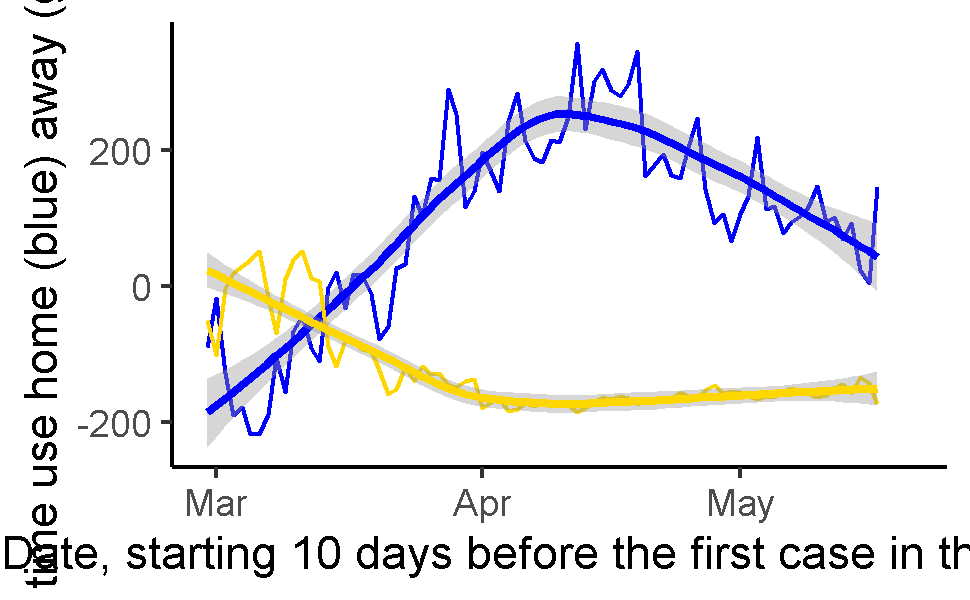 time use home (blue) away (
200
0
-200
Mar Apr May
Date, starting 10 days before the first case in th